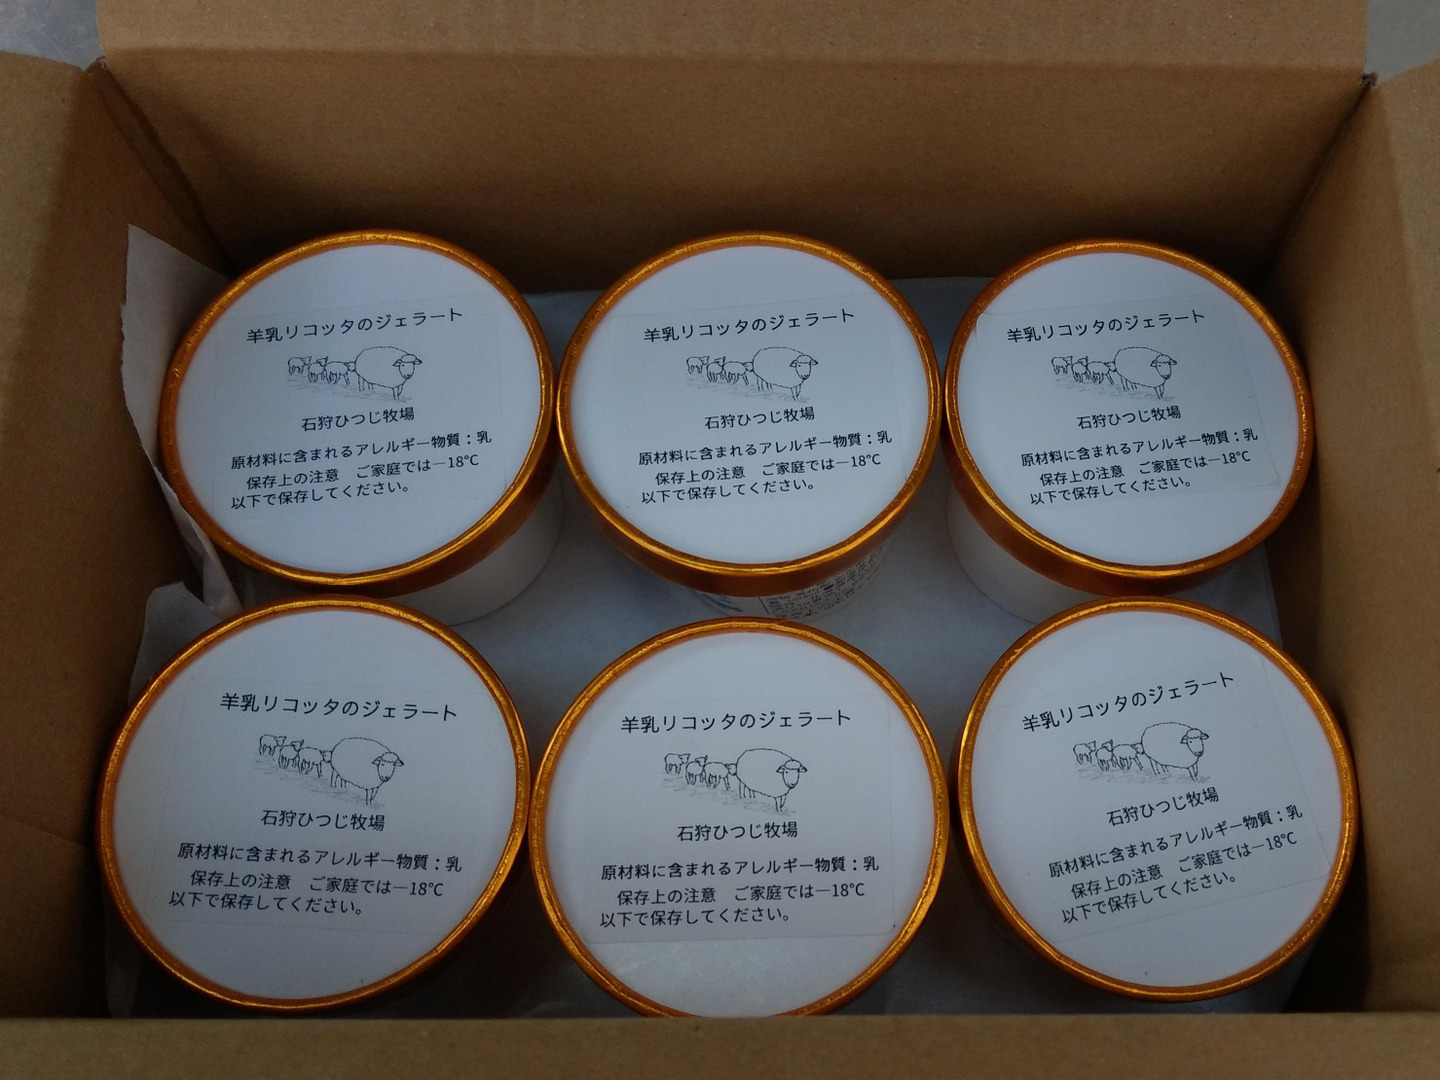 羊乳リコッタのジェラート
石狩ひつじ牧場
原材料に含まれるアレルギー物質：乳
保存上の注意　ご家庭では―18℃
以下で保存してください。
羊乳リコッタのジェラート
石狩ひつじ牧場
原材料に含まれるアレルギー物質：乳
保存上の注意　ご家庭では―18℃
以下で保存してください。
羊乳リコッタのジェラート
石狩ひつじ牧場
原材料に含まれるアレルギー物質：乳
保存上の注意　ご家庭では―18℃
以下で保存してください。
羊乳リコッタのジェラート
石狩ひつじ牧場
原材料に含まれるアレルギー物質：乳
保存上の注意　ご家庭では―18℃
以下で保存してください。
羊乳リコッタのジェラート
石狩ひつじ牧場
原材料に含まれるアレルギー物質：乳
保存上の注意　ご家庭では―18℃
以下で保存してください。
羊乳リコッタのジェラート
石狩ひつじ牧場
原材料に含まれるアレルギー物質：乳
保存上の注意　ご家庭では―18℃
以下で保存してください。